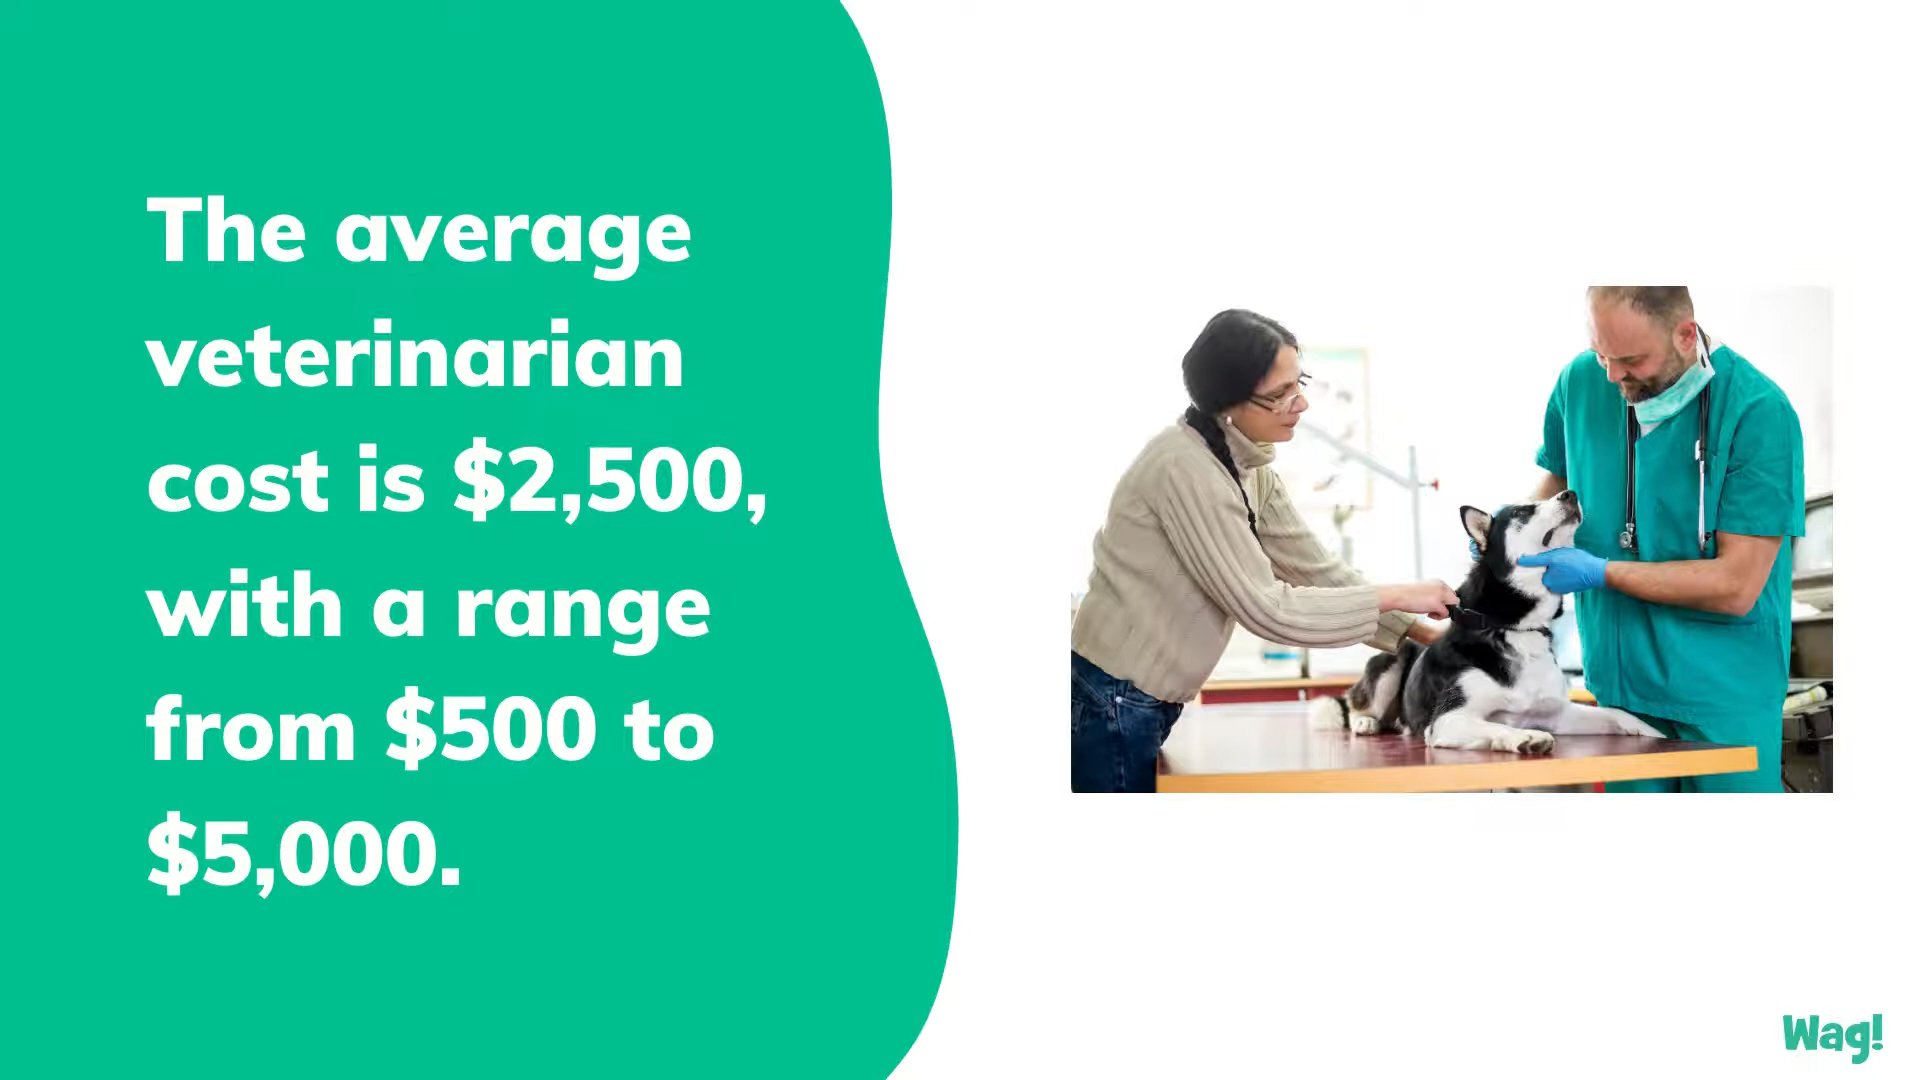 The average
veterinarian
cost is $2,500,
with a range
from $500 to
$5,000.
Wag!